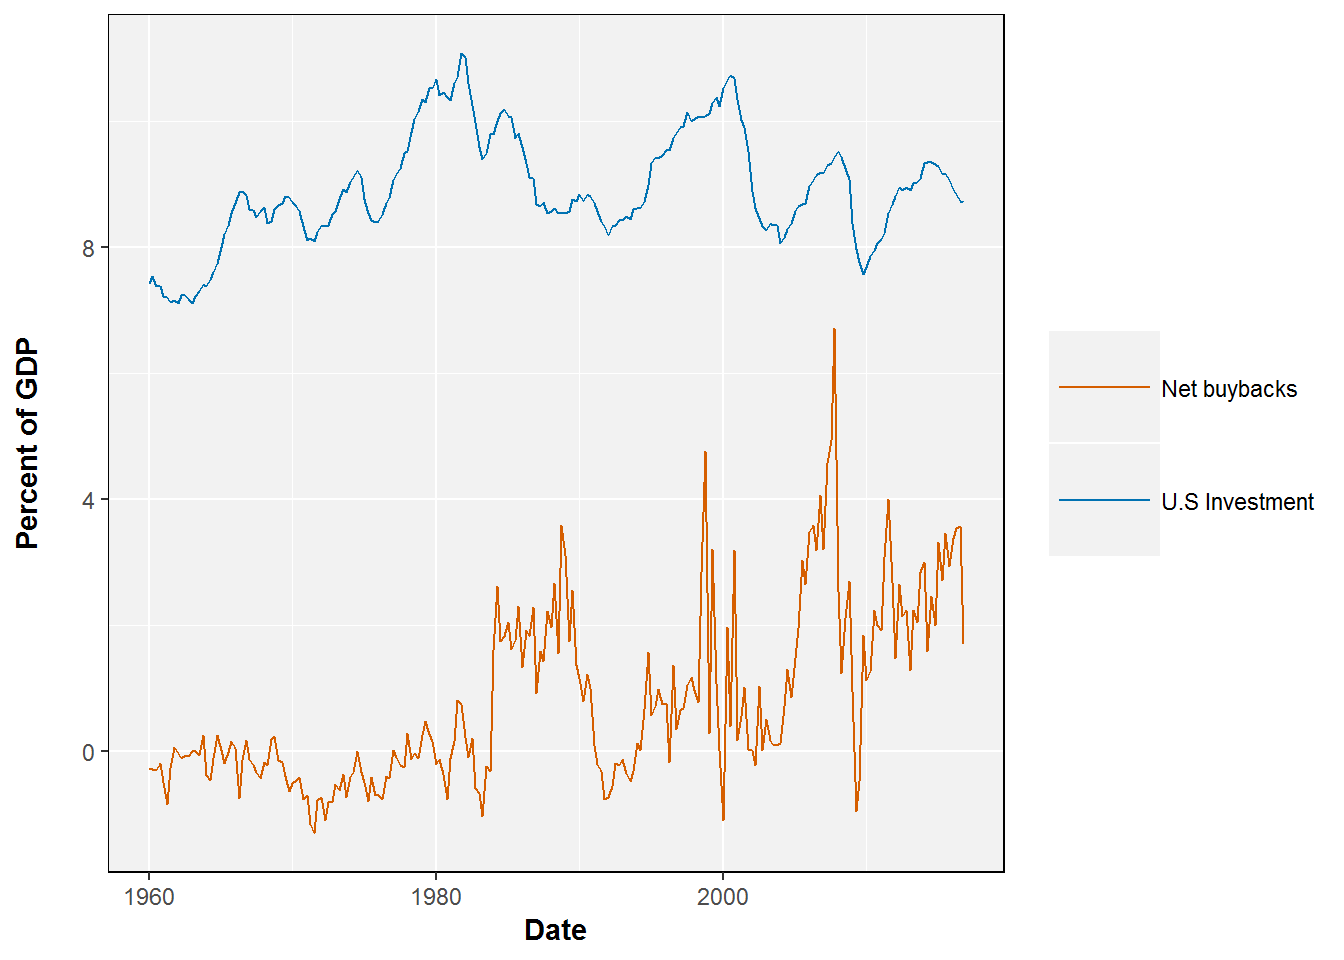 Percent of GDP
8
4
0
1960
1980
2000
Date
Net buybacks
U.S Investment